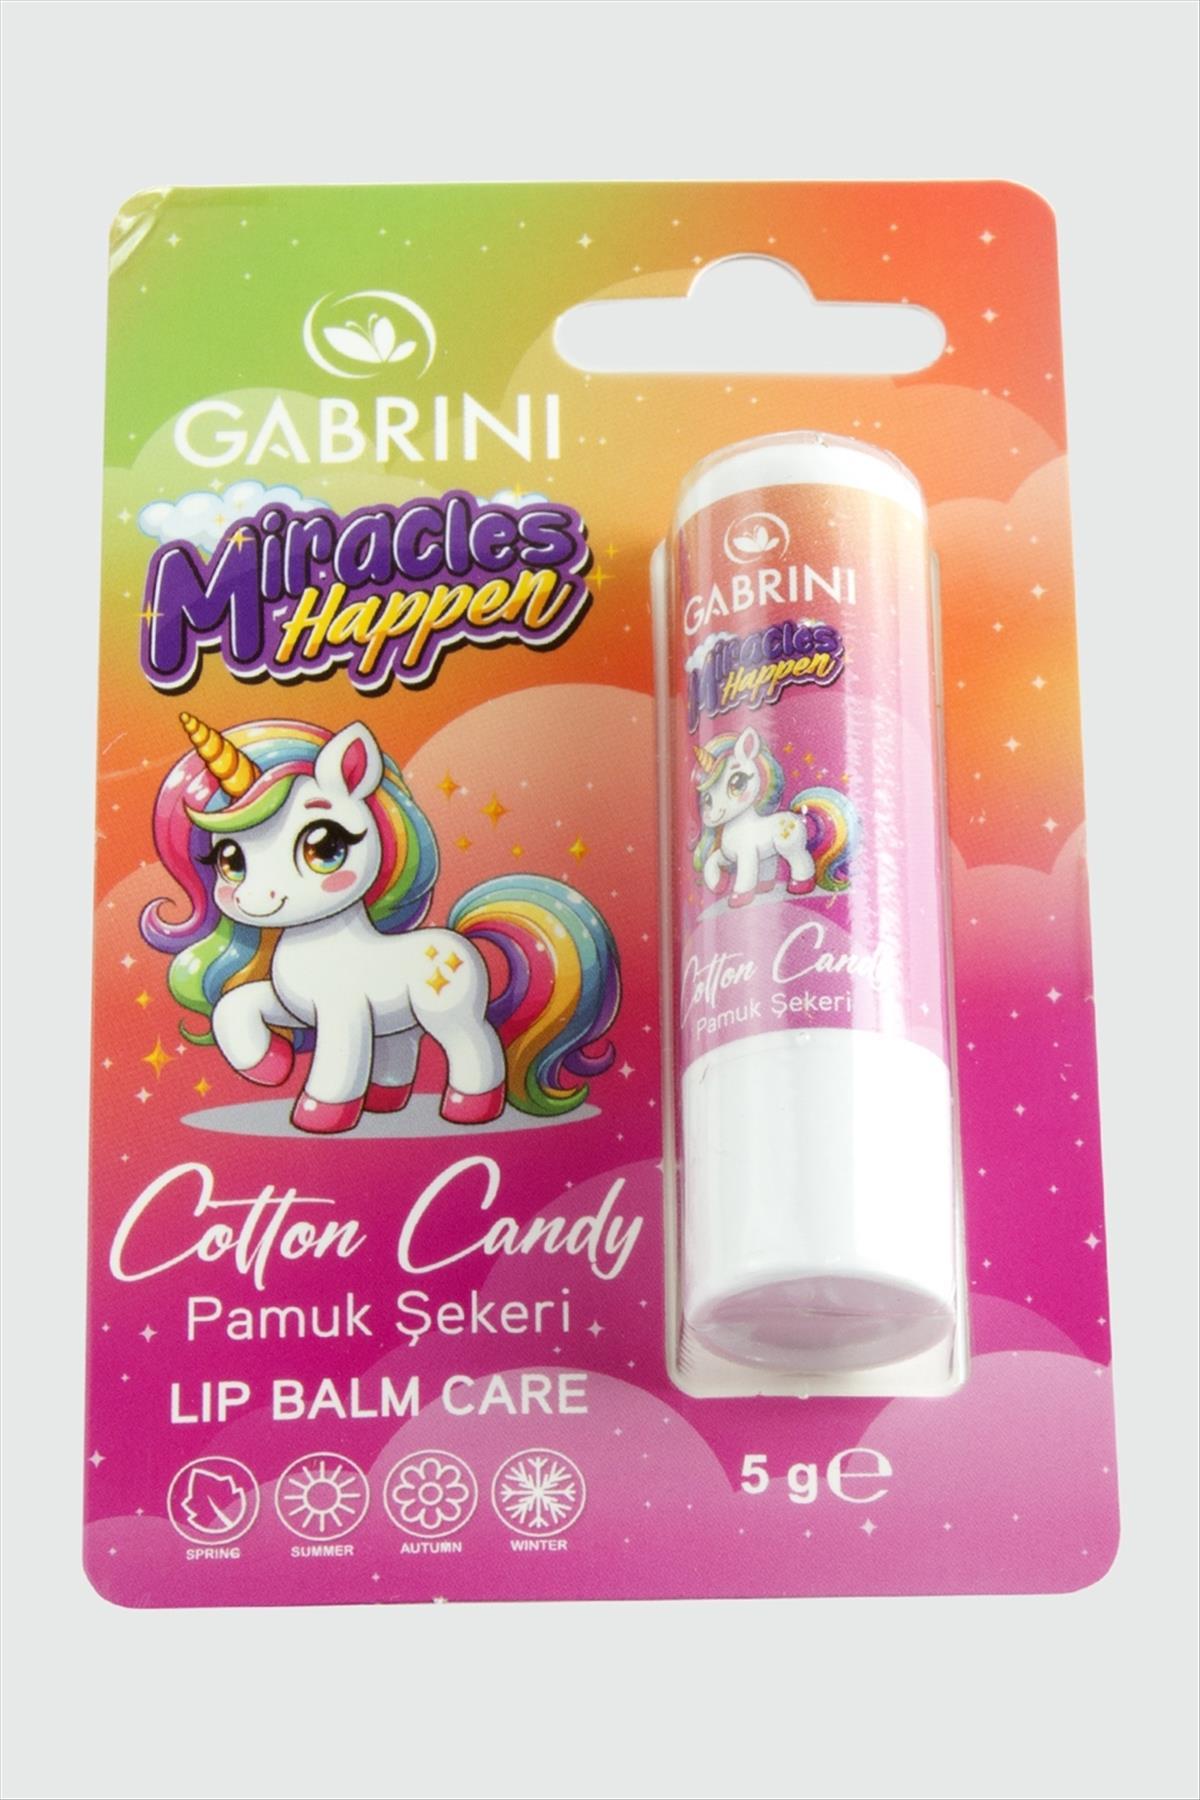 GABRINI
Miracles
Happen
Cotton Candy
Pamuk Şekeri
LIP BALM CARE
SPRING SUMMER AUTUMN WINTER
GABRINI
Miracles
Happen
Cotton Candy
Pamuk Şekeri
5 g℮